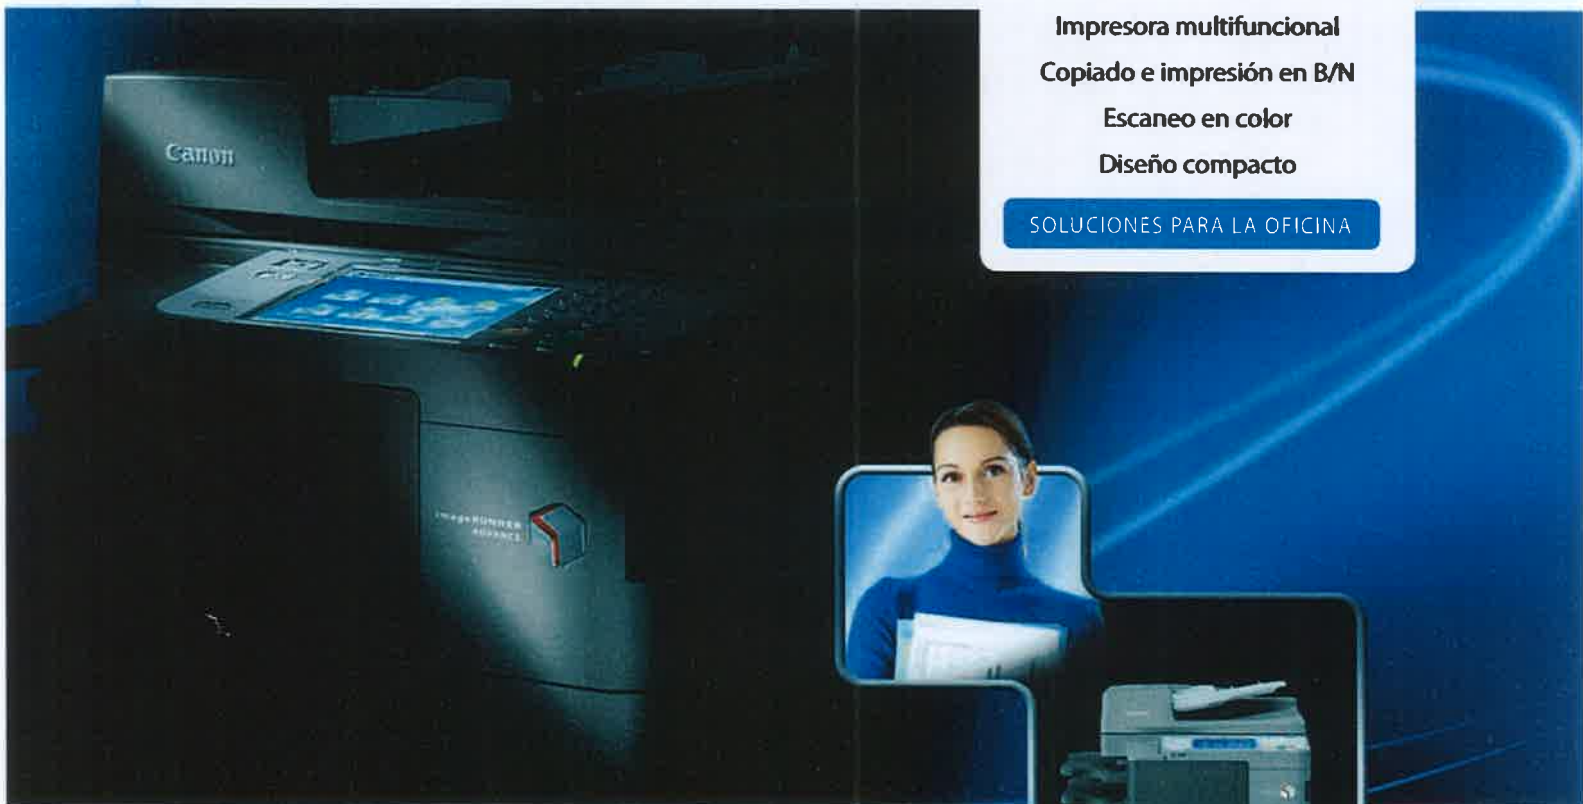 Impresora multifuncional
Copiado e impresión en B/N
Escaneo en color
Diseño compacto
SOLUCIONES PARA LA OFICINA
Canon
imageRUNNER
ADVANCE